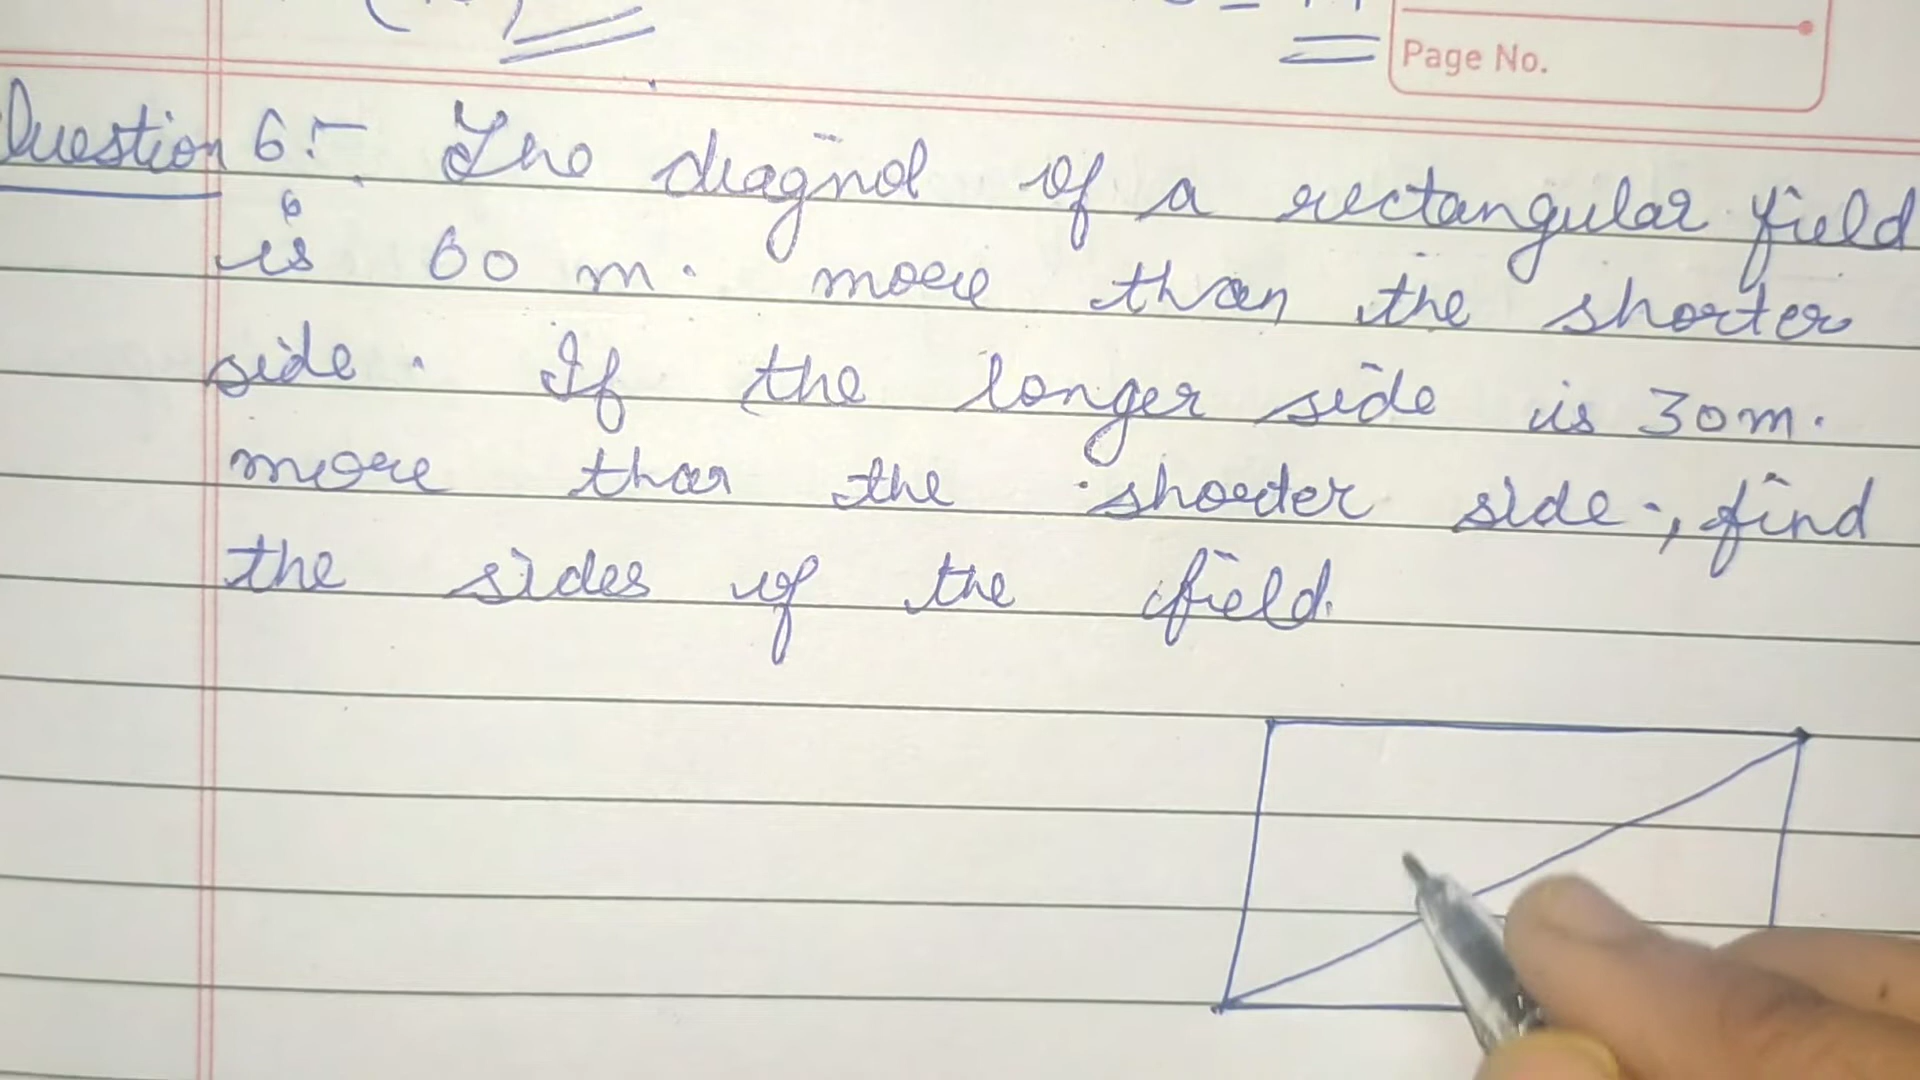 Page No.
Question 6:- The diagnol of a rectangular field
is 60 m. more than the shorter
side. If the longer side is 30m.
more than the shorter side, find
the sides of the field.